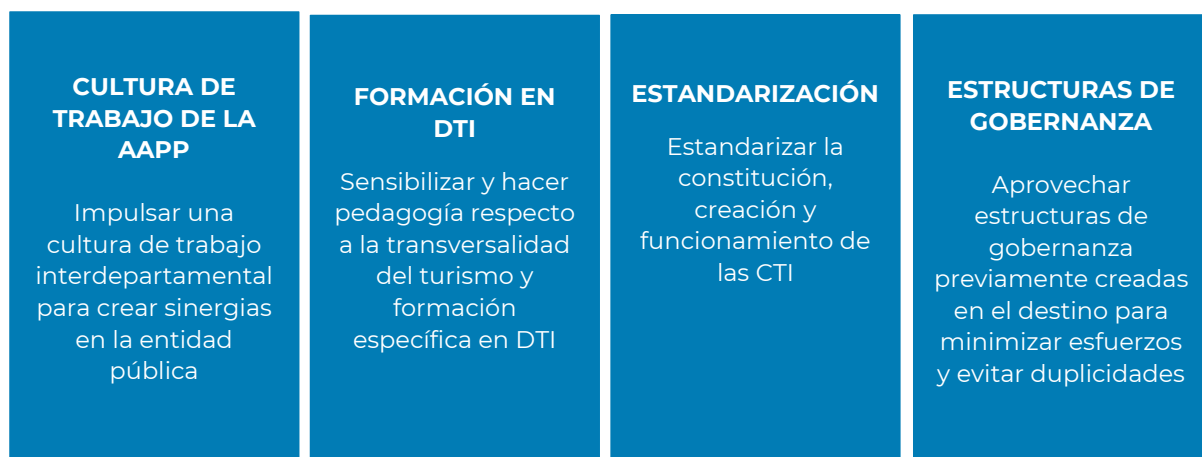 CULTURA DE
TRABAJO DE LA
AAPP
Impulsar una
cultura de trabajo
interdepartamental
para crear sinergias
en la entidad
pública
FORMACIÓN EN
DTI
Sensibilizar y hacer
pedagogía respecto
a la transversalidad
del turismo y
formación
específica en DTI
ESTANDARIZACIÓN
Estandarizar la
constitución,
creación y
funcionamiento de
las CTI
ESTRUCTURAS DE
GOBERNANZA
Aprovechar
estructuras de
gobernanza
previamente creadas
en el destino para
minimizar esfuerzos
y evitar duplicidades